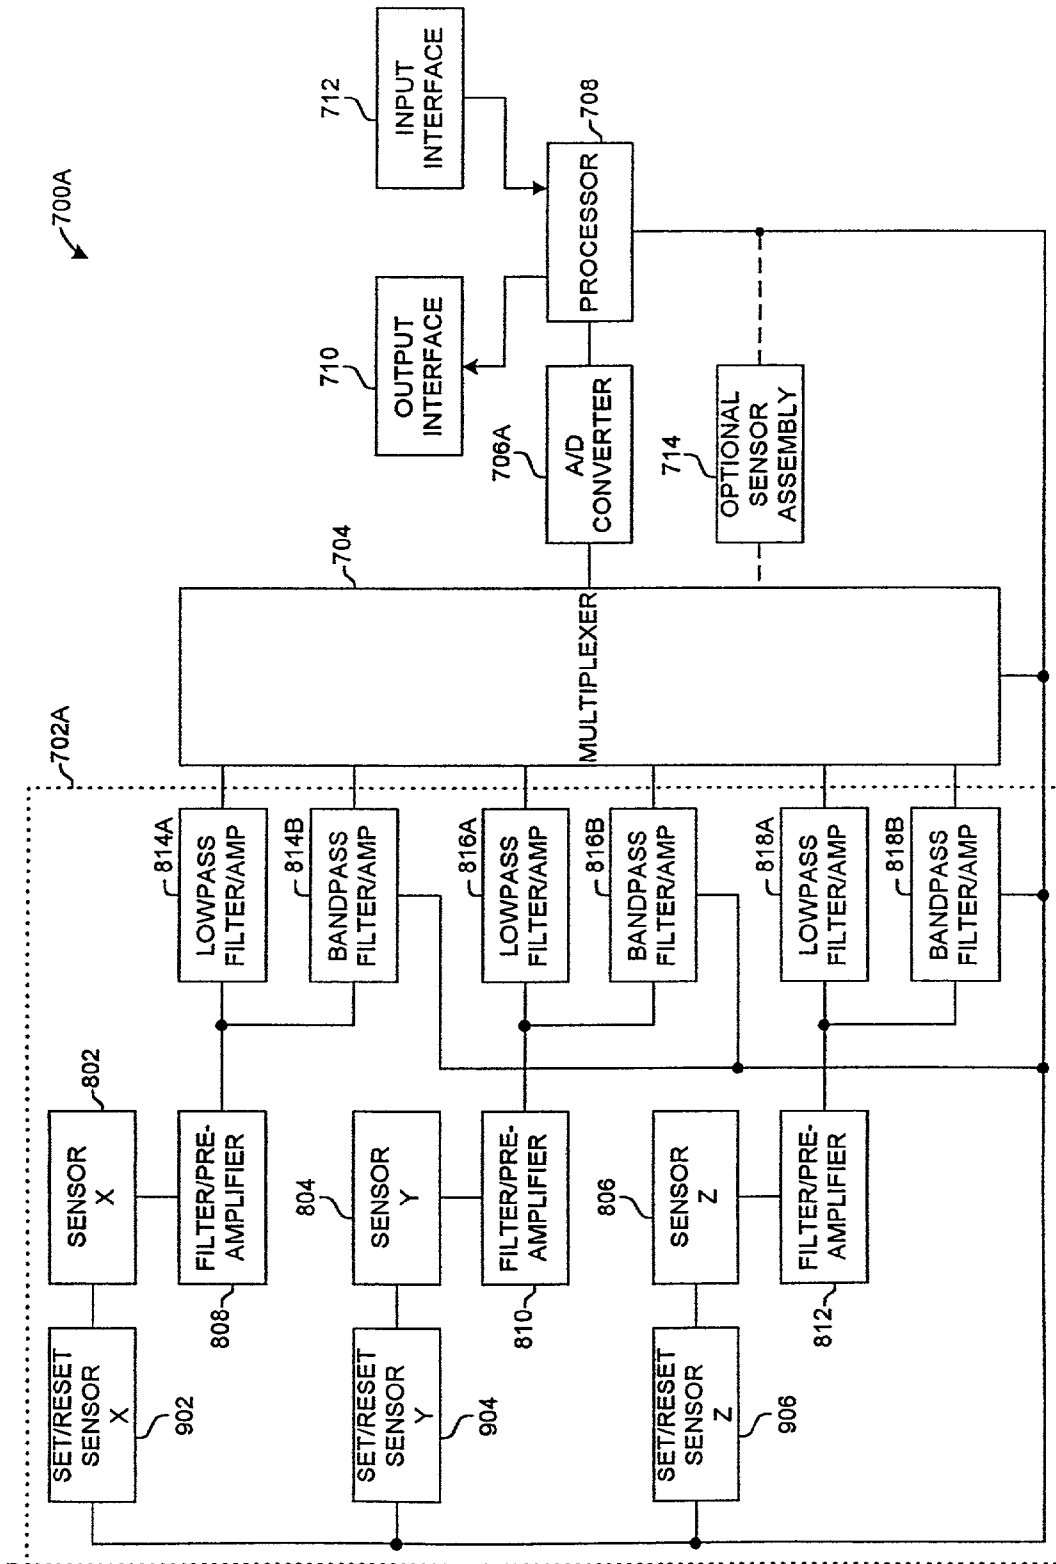 700A
702A
SET/RESET
SENSOR
X
902
SENSOR
X
802
FILTER/PRE-
AMPLIFIER
808
LOWPASS
FILTER/AMP
814A
BANDPASS
FILTER/AMP
814B
SET/RESET
SENSOR
Y
904
SENSOR
Y
804
FILTER/PRE-
AMPLIFIER
810
LOWPASS
FILTER/AMP
816A
BANDPASS
FILTER/AMP
816B
SET/RESET
SENSOR
Z
906
SENSOR
Z
806
FILTER/PRE-
AMPLIFIER
812
LOWPASS
FILTER/AMP
818A
BANDPASS
FILTER/AMP
818B
704
MULTIPLEXER
706A
A/D
CONVERTER
714
OPTIONAL
SENSOR
ASSEMBLY
710
OUTPUT
INTERFACE
712
INPUT
INTERFACE
PROCESSOR
708